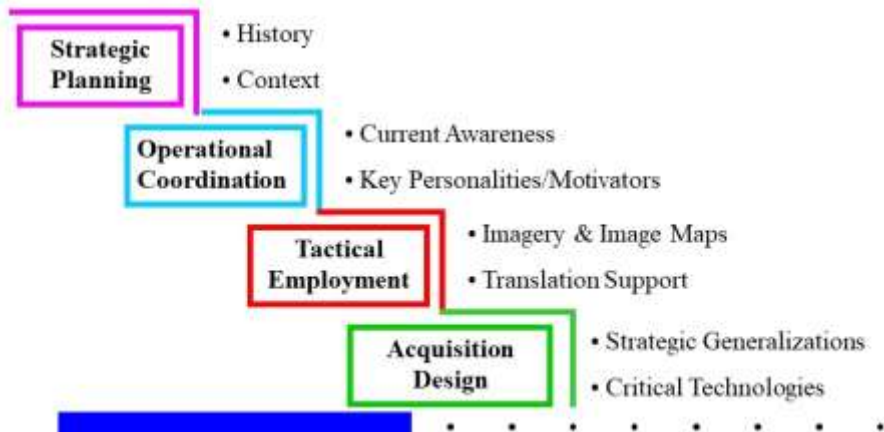 Strategic
Planning
• History
• Context
Operational
Coordination
• Current Awareness
• Key Personalities/Motivators
Tactical
Employment
• Imagery & Image Maps
• Translation Support
Acquisition
Design
• Strategic Generalizations
• Critical Technologies